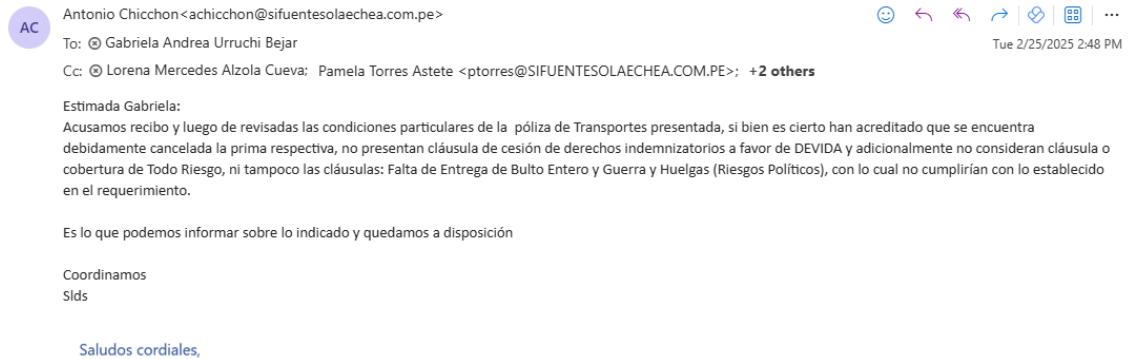 AC
Antonio Chicchon<achicchon@sifuentesolaechea.com.pe>
To: Gabriela Andrea Urruchi Bejar
Tue 2/25/2025 2:48 PM
Cc: Lorena Mercedes Alzola Cueva; Pamela Torres Astete <ptorres@SIFUENTESOLAECHEA.COM.PE>; +2 others
Estimada Gabriela:
Acusamos recibo y luego de revisadas las condiciones particulares de la póliza de Transportes presentada, si bien es cierto han acreditado que se encuentra
debidamente cancelada la prima respectiva, no presentan cláusula de cesión de derechos indemnizatorios a favor de DEVIDA y adicionalmente no consideran cláusula o
cobertura de Todo Riesgo, ni tampoco las cláusulas: Falta de Entrega de Bulto Entero y Guerra y Huelgas (Riesgos Políticos), con lo cual no cumplirían con lo establecido
en el requerimiento.
Es lo que podemos informar sobre lo indicado y quedamos a disposición
Coordinamos
Slds
Saludos cordiales,